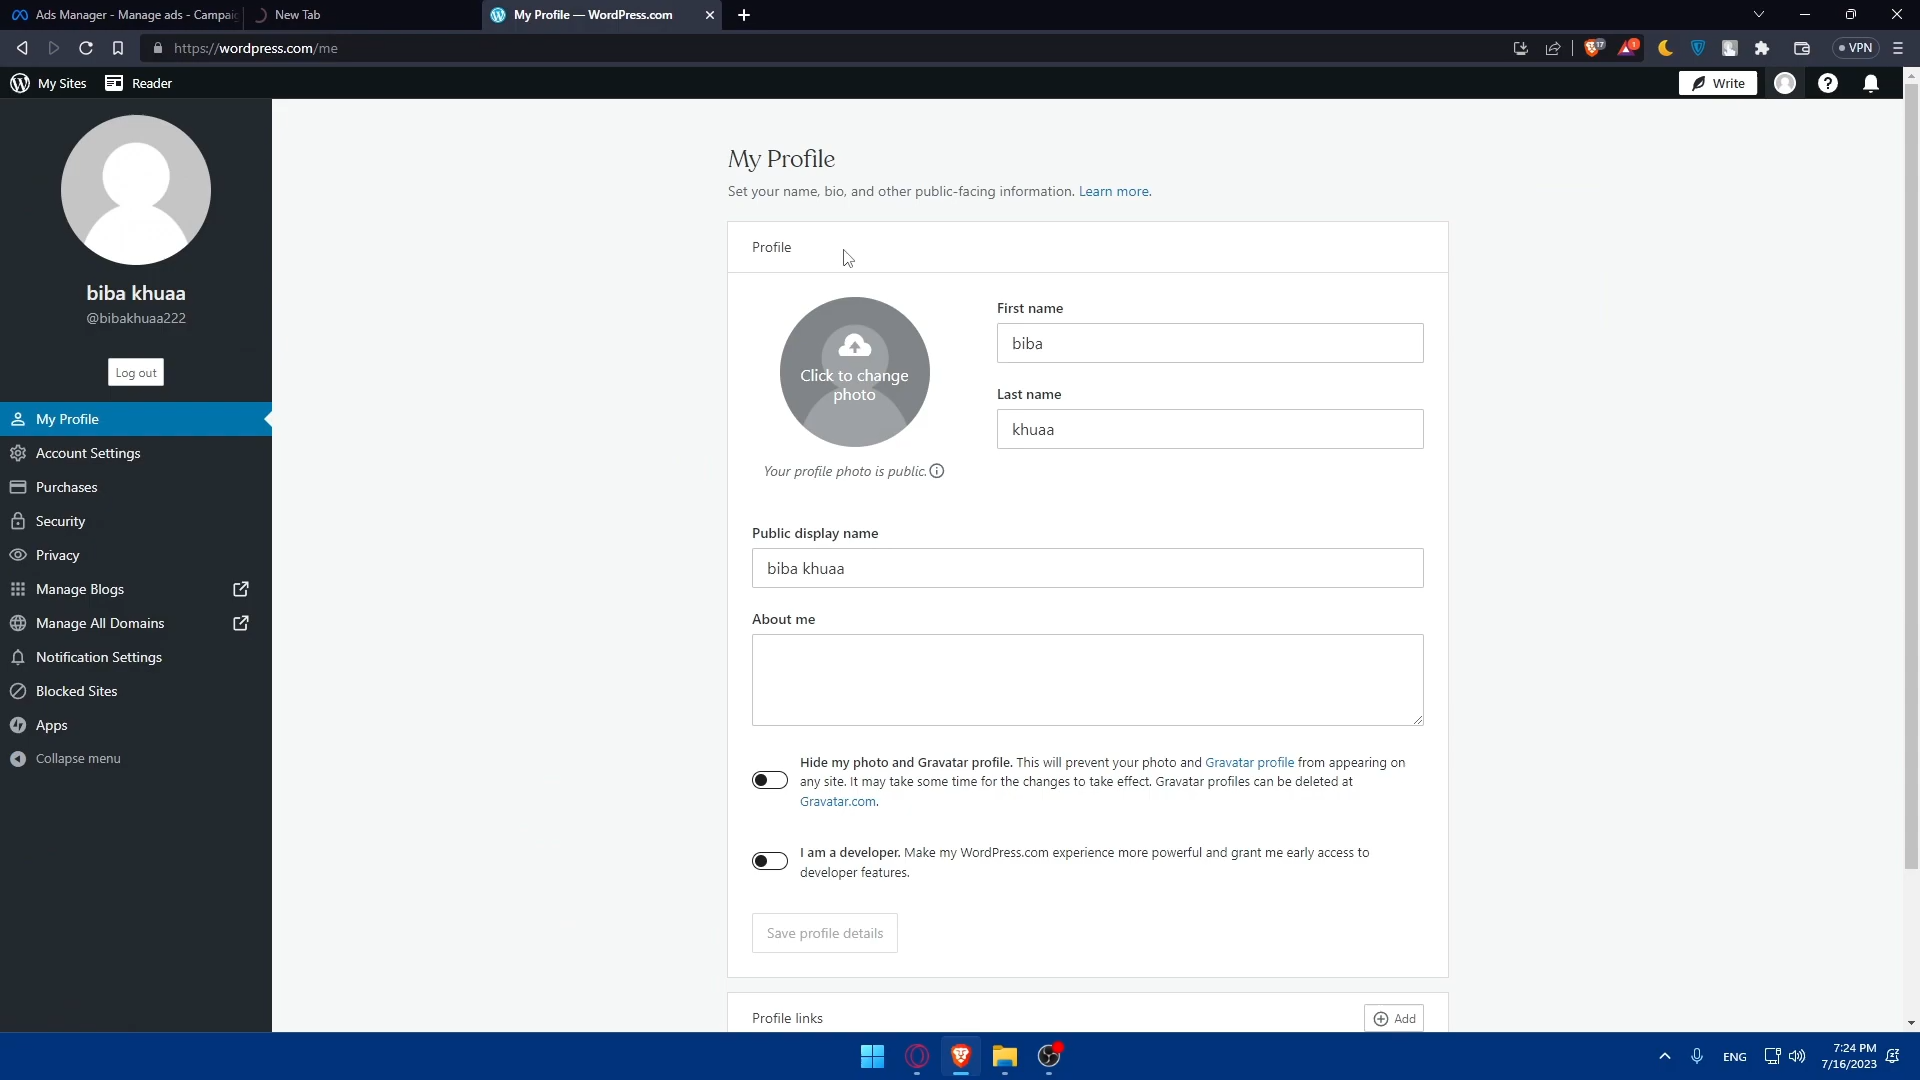 Ads Manager - Manage ads - Campaig
New Tab
My Profile — WordPress.com
https://wordpress.com/me
17
1
VPN
My Sites
Reader
Write
biba khuaa
@bibakhuaa222
Log out
My Profile
Account Settings
Purchases
Security
Privacy
Manage Blogs
Manage All Domains
Notification Settings
Blocked Sites
Apps
Collapse menu
My Profile
Set your name, bio, and other public-facing information. Learn more.
Profile
Click to change
photo
Your profile photo is public.
First name
biba
Last name
khuaa
Public display name
biba khuaa
About me
Hide my photo and Gravatar profile. This will prevent your photo and Gravatar profile from appearing on
any site. It may take some time for the changes to take effect. Gravatar profiles can be deleted at
Gravatar.com.
I am a developer. Make my WordPress.com experience more powerful and grant me early access to
developer features.
Save profile details
Profile links
Add
ENG
7:24 PM
7/16/2023